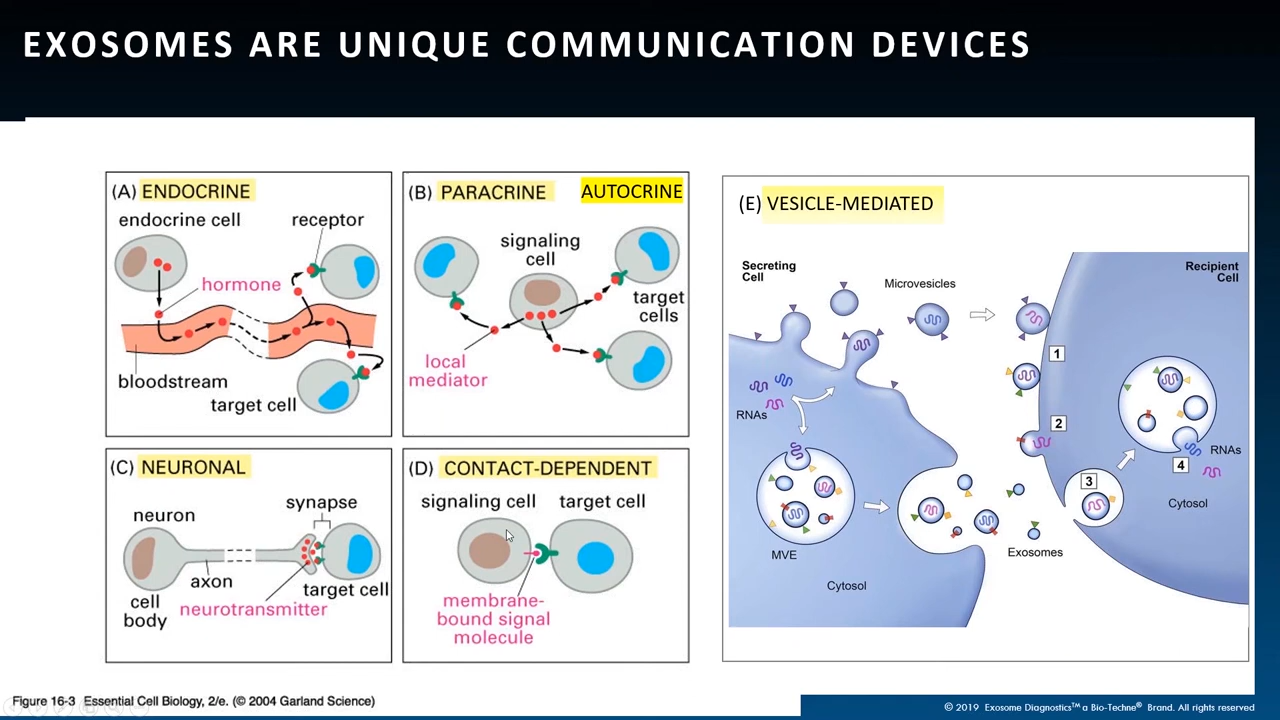 EXOSOMES ARE UNIQUE COMMUNICATION DEVICES
(A) ENDOCRINE
endocrine cell
receptor
hormone
bloodstream
target cell
(B) PARACRINE
AUTOCRINE
signaling
cell
target
cells
local
mediator
(C) NEURONAL
synapse
neuron
axon
target cell
cell
body
neurotransmitter
(D) CONTACT-DEPENDENT
signaling cell
target cell
membrane-
bound signal
molecule
(E) VESICLE-MEDIATED
Secreting
Cell
Microvesicles
Recipient
Cell
1
RNAs
2
RNAs
3
4
MVE
Cytosol
Exosomes
Cytosol
Figure 16-3 Essential Cell Biology, 2/e. (© 2004 Garland Science)
© 2019 Exosome Diagnostics™ a Bio-Techne® Brand. All rights reserved